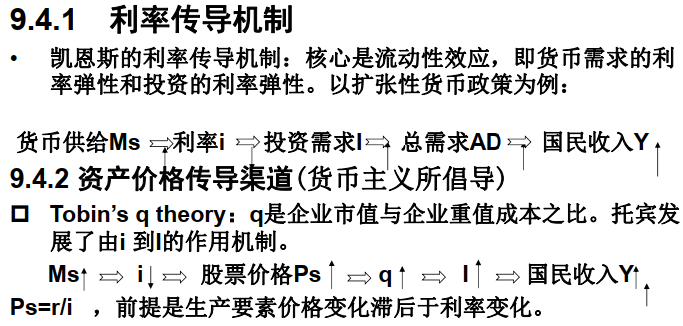 9.4.1 利率传导机制
• 凯恩斯的利率传导机制：核心是流动性效应，即货币需求的利
率弹性和投资的利率弹性。以扩张性货币政策为例：
货币供给Ms ⇨利率i ⇨投资需求I⇨ 总需求AD ⇨ 国民收入Y ↑
9.4.2 资产价格传导渠道(货币主义所倡导)
□ Tobin’s q theory：q是企业市值与企业重值成本之比。托宾发
展了由i 到I的作用机制。
Ms↑ ⇨ i↓⇨ 股票价格Ps↑ ⇨ q↑ ⇨ I↑ ⇨国民收入Y↑
Ps=r/i ，前提是生产要素价格变化滞后于利率变化。